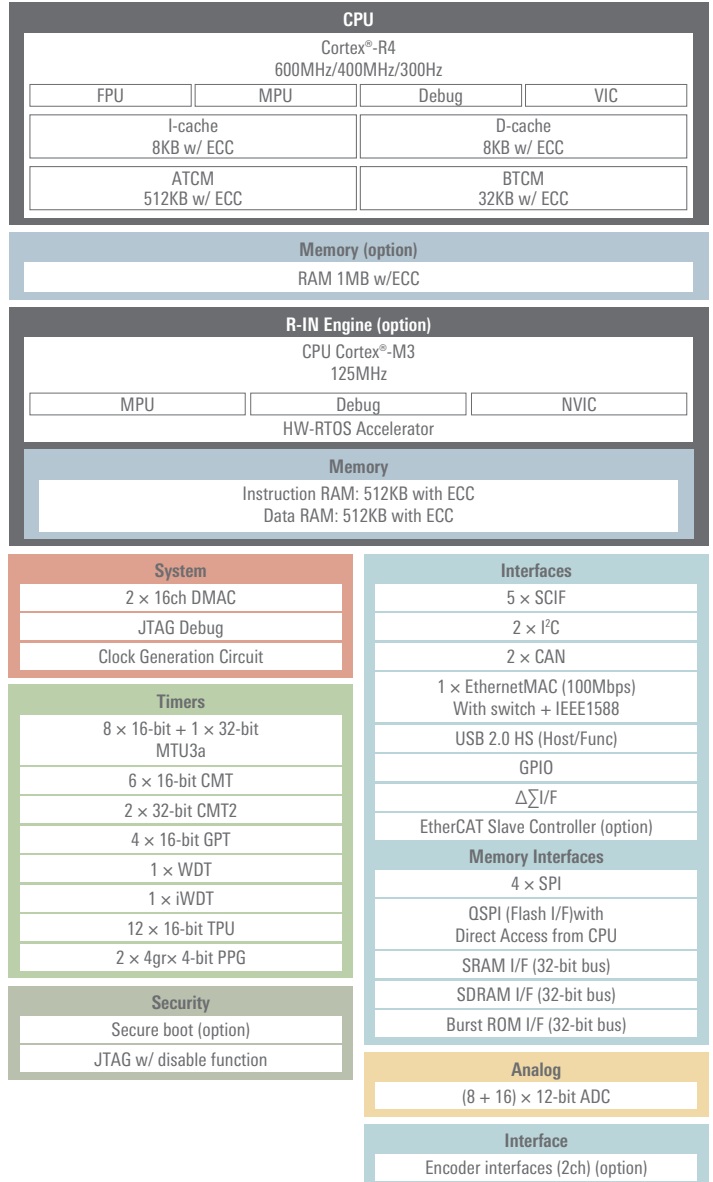 CPU
Cortex®-R4
600MHz/400MHz/300Hz
FPU
MPU
Debug
VIC
I-cache
8KB w/ ECC
D-cache
8KB w/ ECC
ATCM
512KB w/ ECC
BTCM
32KB w/ ECC
Memory (option)
RAM 1MB w/ECC
R-IN Engine (option)
CPU Cortex®-M3
125MHz
MPU
Debug
NVIC
HW-RTOS Accelerator
Memory
Instruction RAM: 512KB with ECC
Data RAM: 512KB with ECC
System
2 × 16ch DMAC
JTAG Debug
Clock Generation Circuit
Timers
8 × 16-bit + 1 × 32-bit
MTU3a
6 × 16-bit CMT
2 × 32-bit CMT2
4 × 16-bit GPT
1 × WDT
1 × iWDT
12 × 16-bit TPU
2 × 4gr× 4-bit PPG
Security
Secure boot (option)
JTAG w/ disable function
Interfaces
5 × SCIF
2 × I²C
2 × CAN
1 × EthernetMAC (100Mbps)
With switch + IEEE1588
USB 2.0 HS (Host/Func)
GPIO
Δ∑I/F
EtherCAT Slave Controller (option)
Memory Interfaces
4 × SPI
QSPI (Flash I/F)with
Direct Access from CPU
SRAM I/F (32-bit bus)
SDRAM I/F (32-bit bus)
Burst ROM I/F (32-bit bus)
Analog
(8 + 16) × 12-bit ADC
Interface
Encoder interfaces (2ch) (option)